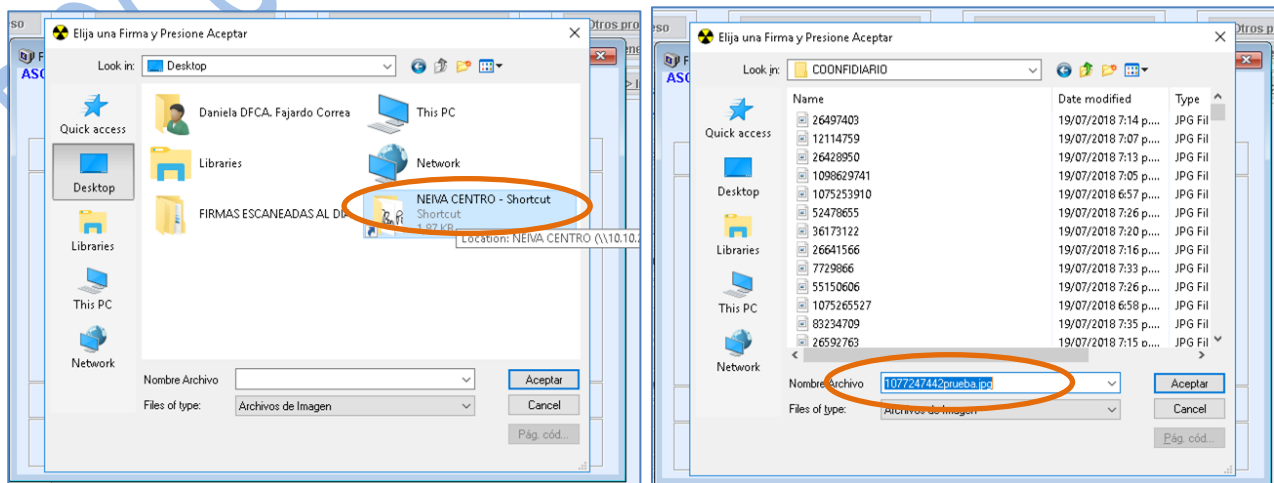 so
Otros pro
Elija una Firma y Presione Aceptar
Look in:
Desktop
Quick access
Desktop
Libraries
This PC
Network
Daniela DFCA. Fajardo Correa
This PC
Libraries
Network
FIRMAS ESCANEADAS AL DIA
NEIVA CENTRO - Shortcut
Shortcut
1,87 KB
Location: NEIVA CENTRO (\\10.10.
Nombre Archivo
Aceptar
Files of type:
Archivos de Imagen
Cancel
Pág. cód...
eso
Otros p
Elija una Firma y Presione Aceptar
Look in:
COONFIDIARIO
Quick access
Desktop
Libraries
This PC
Network
Name Date modified Type
26497403 19/07/2018 7:14 p.... JPG Fil
12114759 19/07/2018 7:07 p.... JPG Fil
26428950 19/07/2018 7:13 p.... JPG Fil
1098629741 19/07/2018 7:05 p.... JPG Fil
1075253910 19/07/2018 6:57 p.... JPG Fil
52478655 19/07/2018 7:26 p.... JPG Fil
36173122 19/07/2018 7:20 p.... JPG Fil
26641566 19/07/2018 7:16 p.... JPG Fil
7729866 19/07/2018 7:33 p.... JPG Fil
55150606 19/07/2018 7:26 p.... JPG Fil
1075265527 19/07/2018 6:58 p.... JPG Fil
83234709 19/07/2018 7:35 p.... JPG Fil
26592763 19/07/2018 7:15 p.... JPG Fil
Nombre Archivo
1077247442prueba.jpg
Aceptar
Files of type:
Archivos de Imagen
Cancel
Pág. cód...